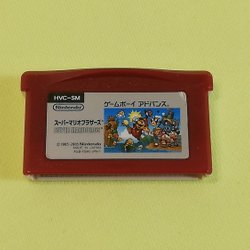 HVC-SM
Nintendo
ゲームボーイ アドバンス
スーパーマリオブラザーズ
SUPER MARIO BROS.